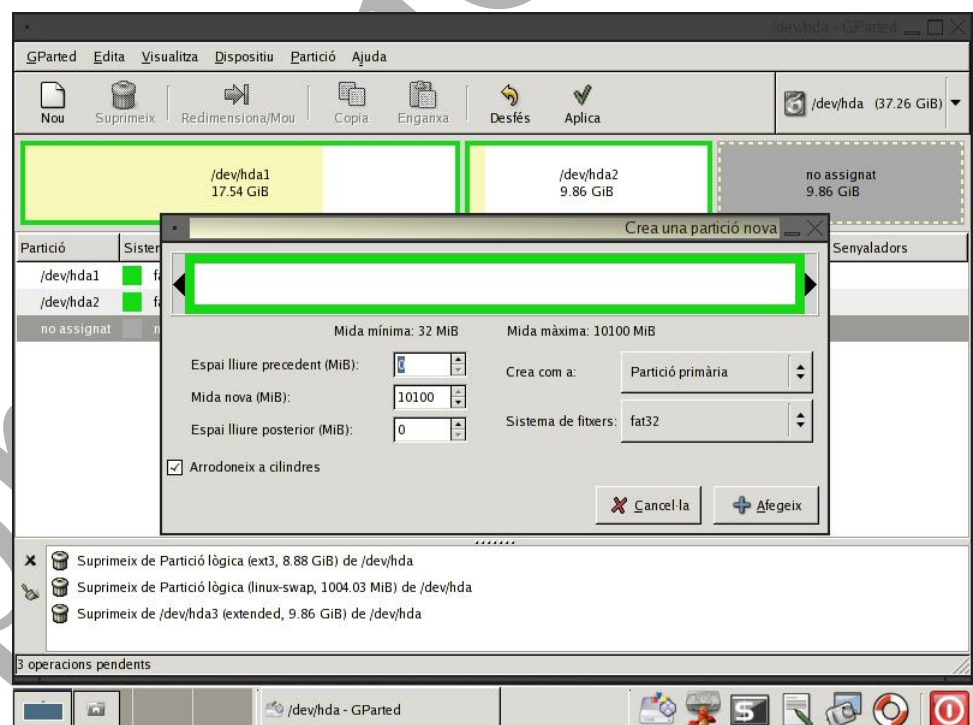 /dev/hda - GParted
GParted Edita Visualitza Dispositiu Partició Ajuda
Nou Suprimeix Redimensiona/Mou Copia Enganxa Desfés Aplica /dev/hda (37.26 GiB)
/dev/hda1
17.54 GiB
/dev/hda2
9.86 GiB
no assignat
9.86 GiB
Crea una partició nova
Partició Senyaladors
/dev/hda1
/dev/hda2
no assignat
Mida mínima: 32 MiB Mida màxima: 10100 MiB
Espai lliure precedent (MiB): 0
Crea com a: Partició primària
Mida nova (MiB): 10100
Sistema de fitxers: fat32
Espai lliure posterior (MiB): 0
Arrodoneix a cilindres
Cancel·la Afegeix
Suprimeix de Partició lògica (ext3, 8.88 GiB) de /dev/hda
Suprimeix de Partició lògica (linux-swap, 1004.03 MiB) de /dev/hda
Suprimeix de /dev/hda3 (extended, 9.86 GiB) de /dev/hda
3 operacions pendents
/dev/hda - GParted